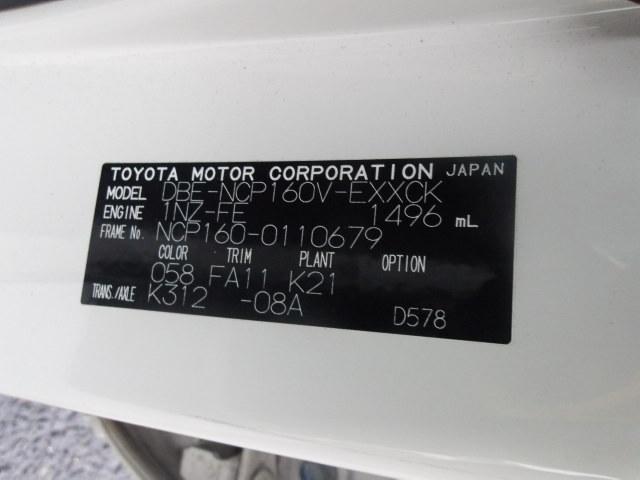 TOYOTA MOTOR CORPORATION JAPAN
MODEL DBE-NCP160V-EXXCK
ENGINE 1NZ-FE 1496 mL
FRAME No. NCP160-0110679
COLOR TRIM PLANT OPTION
058 FA11 K21
TRANS./AXLE K312 -08A
D578